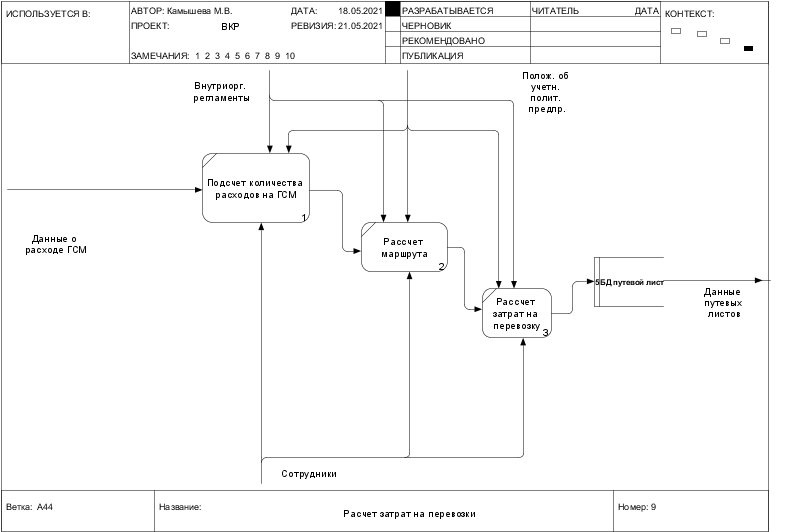 ИСПОЛЬЗУЕТСЯ В:
АВТОР: Камышева М.В.
ДАТА: 18.05.2021
РАЗРАБАТЫВАЕТСЯ
ЧИТАТЕЛЬ
ДАТА
КОНТЕКСТ:
ПРОЕКТ: ВКР
РЕВИЗИЯ: 21.05.2021
ЧЕРНОВИК
РЕКОМЕНДОВАНО
ЗАМЕЧАНИЯ: 1 2 3 4 5 6 7 8 9 10
ПУБЛИКАЦИЯ
Внутриорг.
регламенты
Полож. об
учетн.
полит.
предпр.
Подсчет количества
расходов на ГСМ
1
Данные о
расходе ГСМ
Рассчет
маршрута
2
Рассчет
затрат на
перевозку
3
5БД путевой лист
Данные
путевых
листов
Сотрудники
Ветка: А44
Название:
Расчет затрат на перевозки
Номер: 9